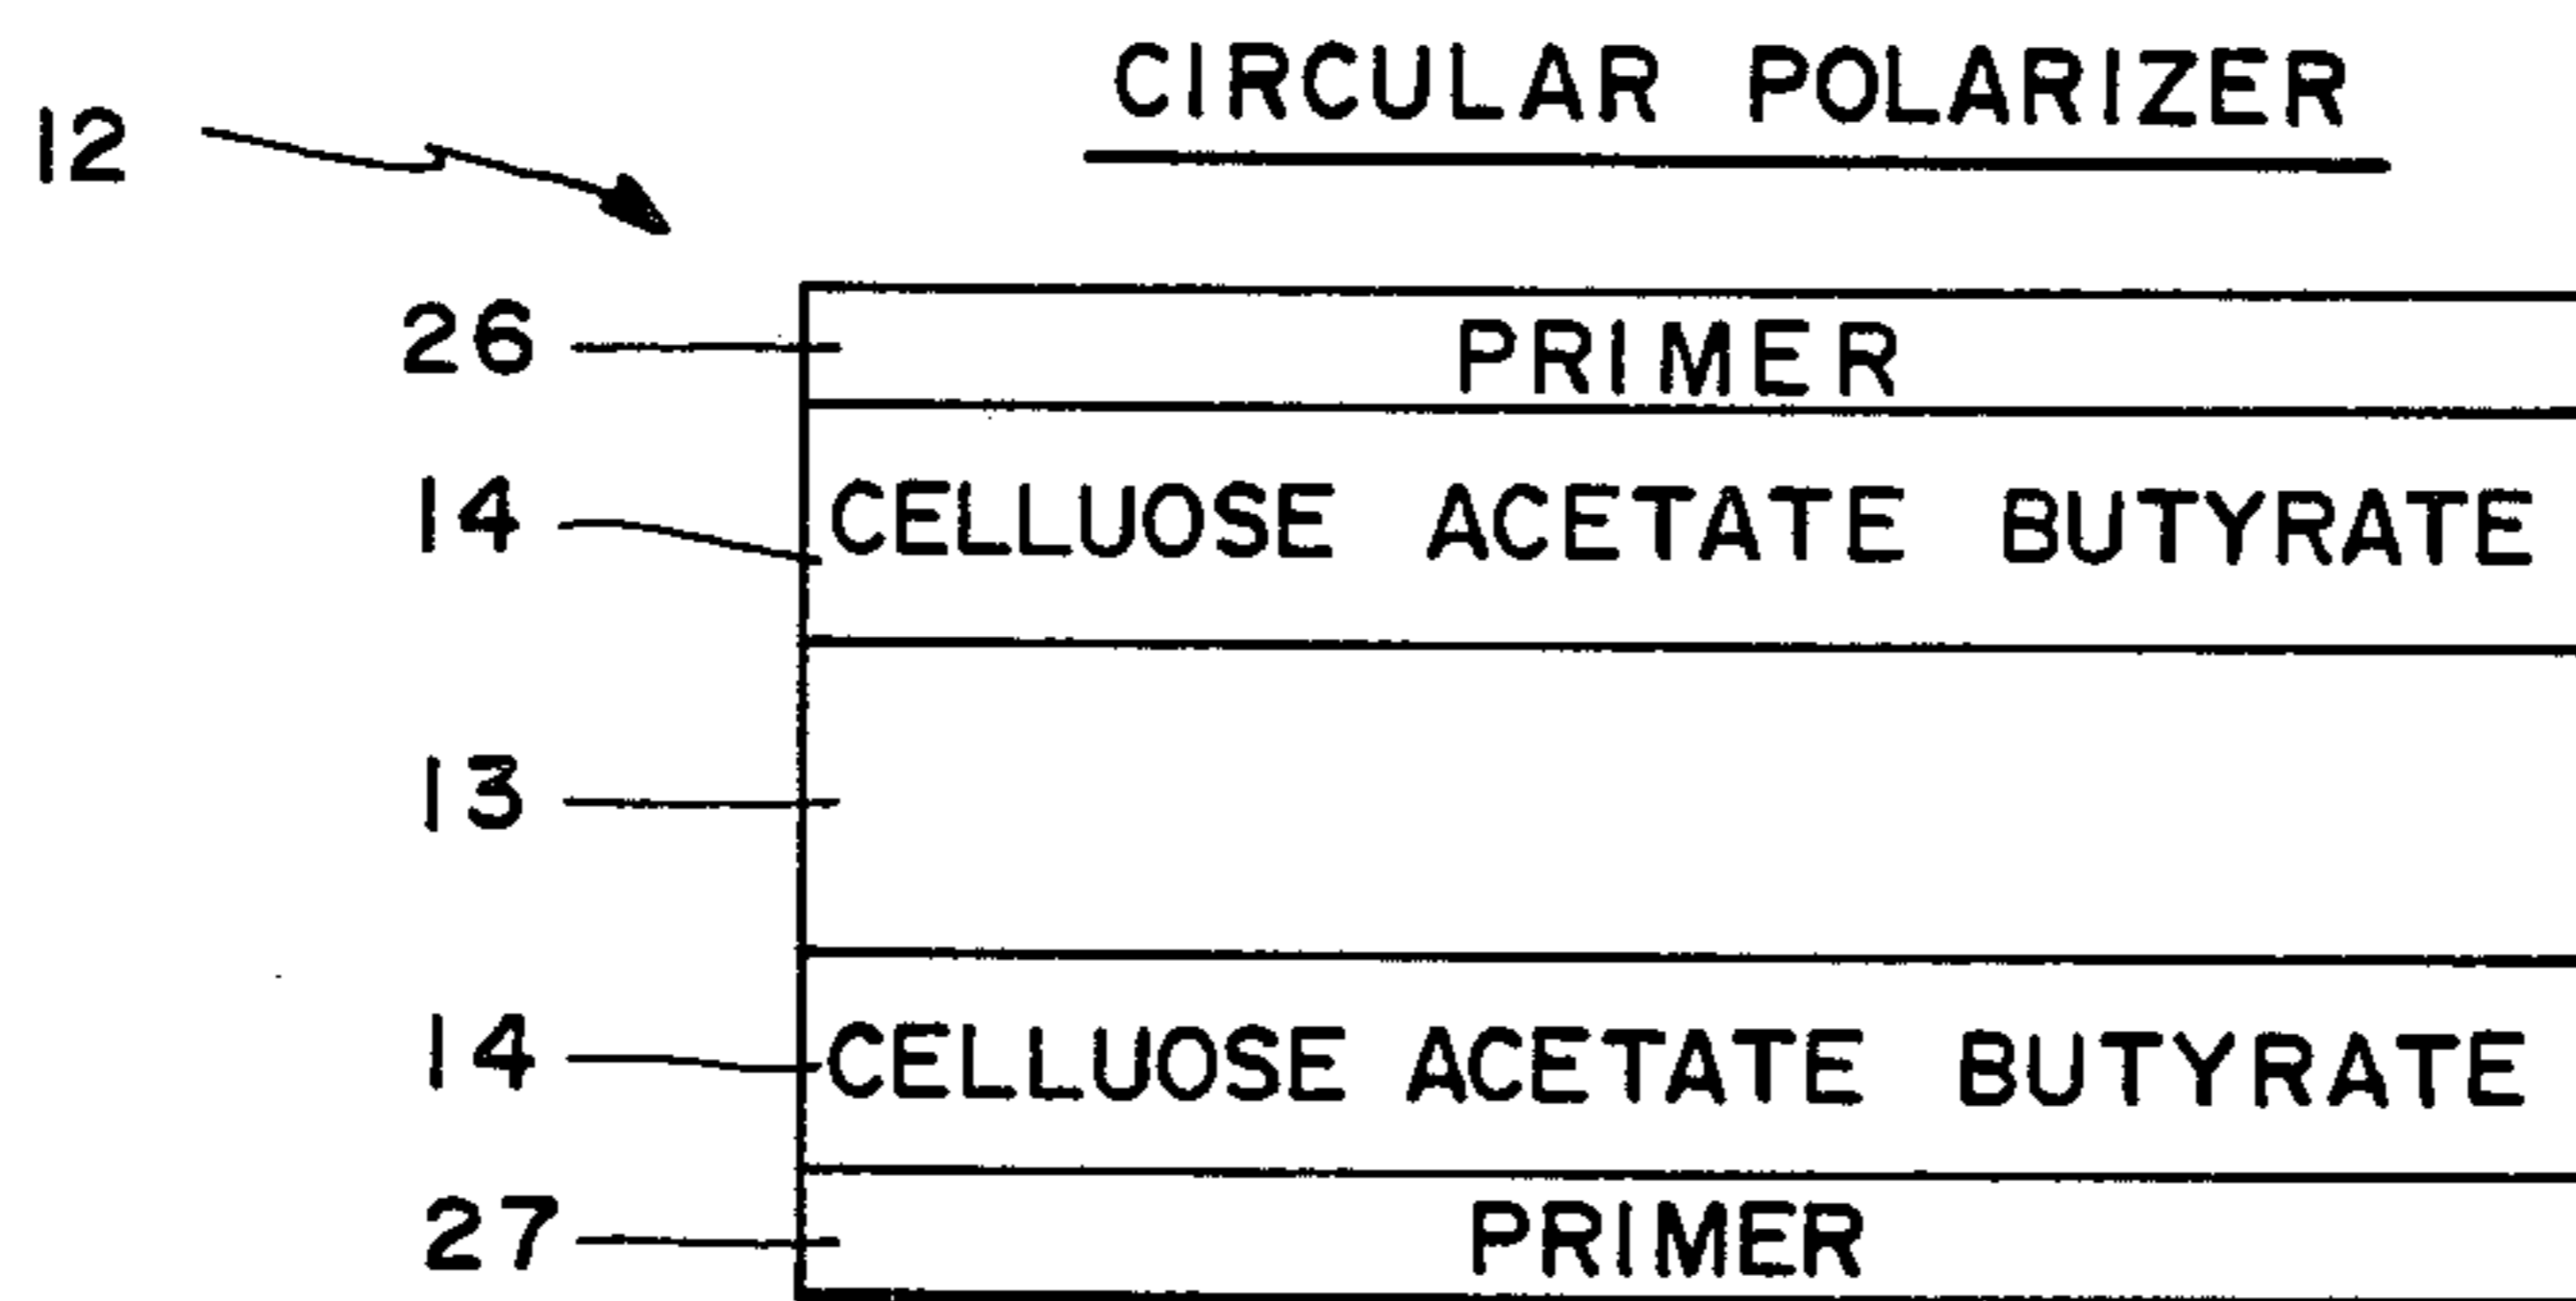 CIRCULAR POLARIZER
12
26 PRIMER
14 CELLUOSE ACETATE BUTYRATE
13
14 CELLUOSE ACETATE BUTYRATE
27 PRIMER